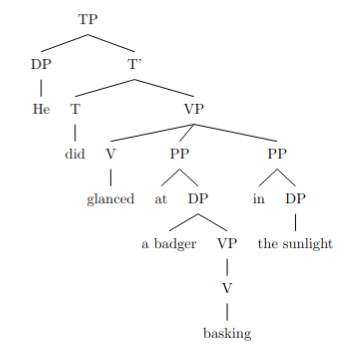 TP
DP T'
He T VP
did V PP PP
glanced at DP in DP
a badger VP the sunlight
V
basking